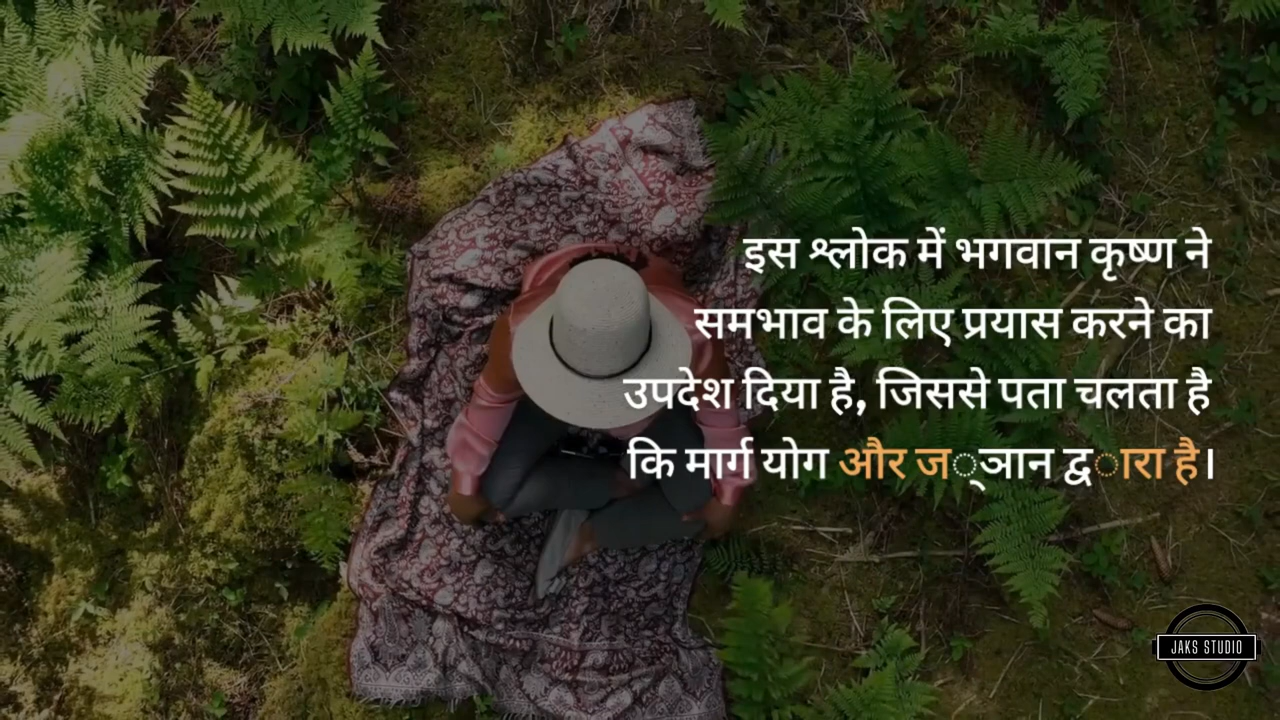 इस श्लोक में भगवान कृष्ण ने
समभाव के लिए प्रयास करने का
उपदेश दिया है, जिससे पता चलता है
कि मार्ग योग और ज◌्ञान द्व◌ारा है।
JAKS STUDIO